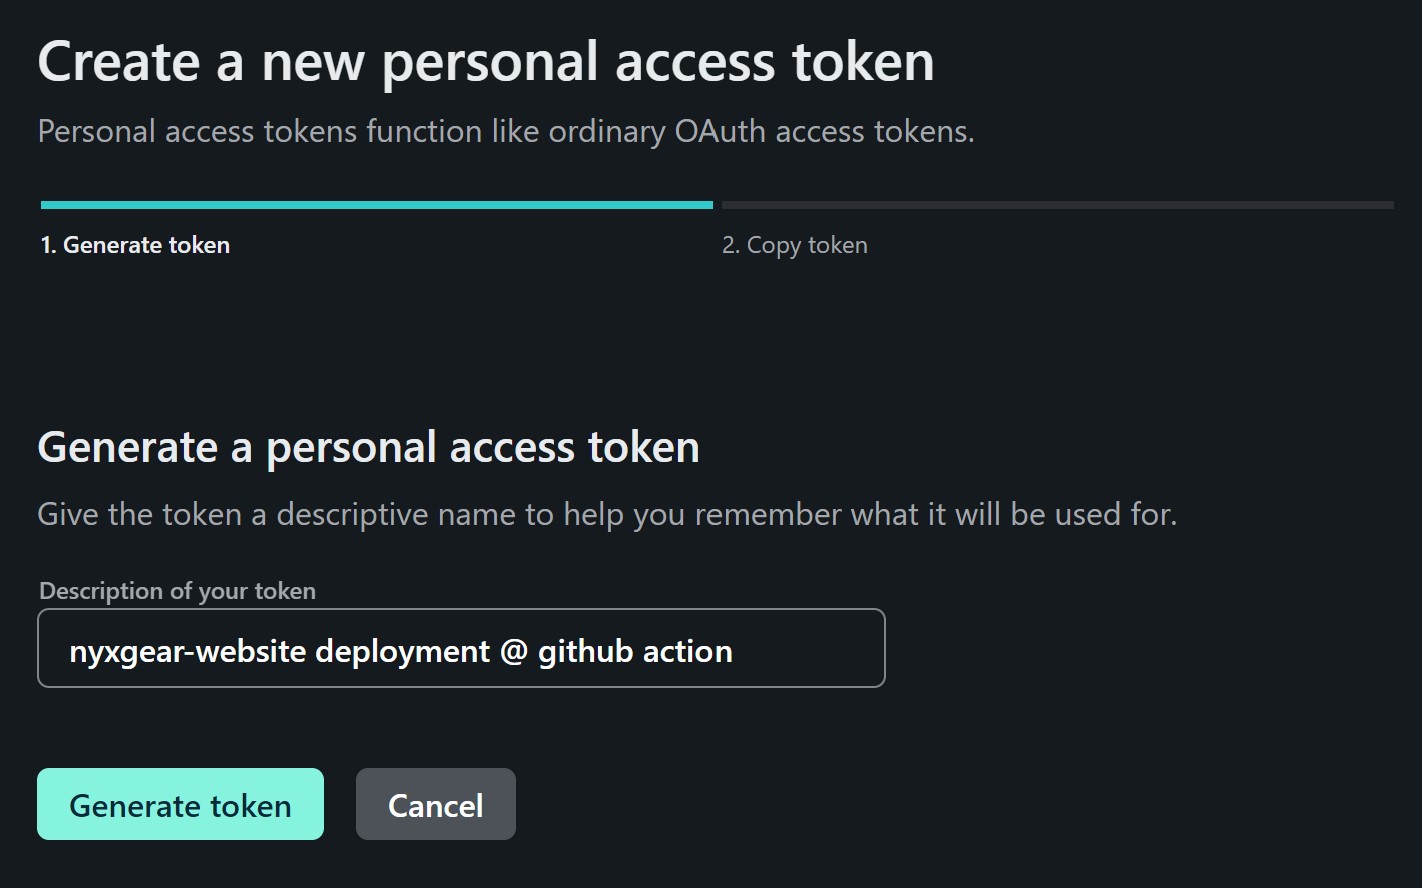 Create a new personal access token
Personal access tokens function like ordinary OAuth access tokens.
1. Generate token
2. Copy token
Generate a personal access token
Give the token a descriptive name to help you remember what it will be used for.
Description of your token
nyxgear-website deployment @ github action
Generate token
Cancel